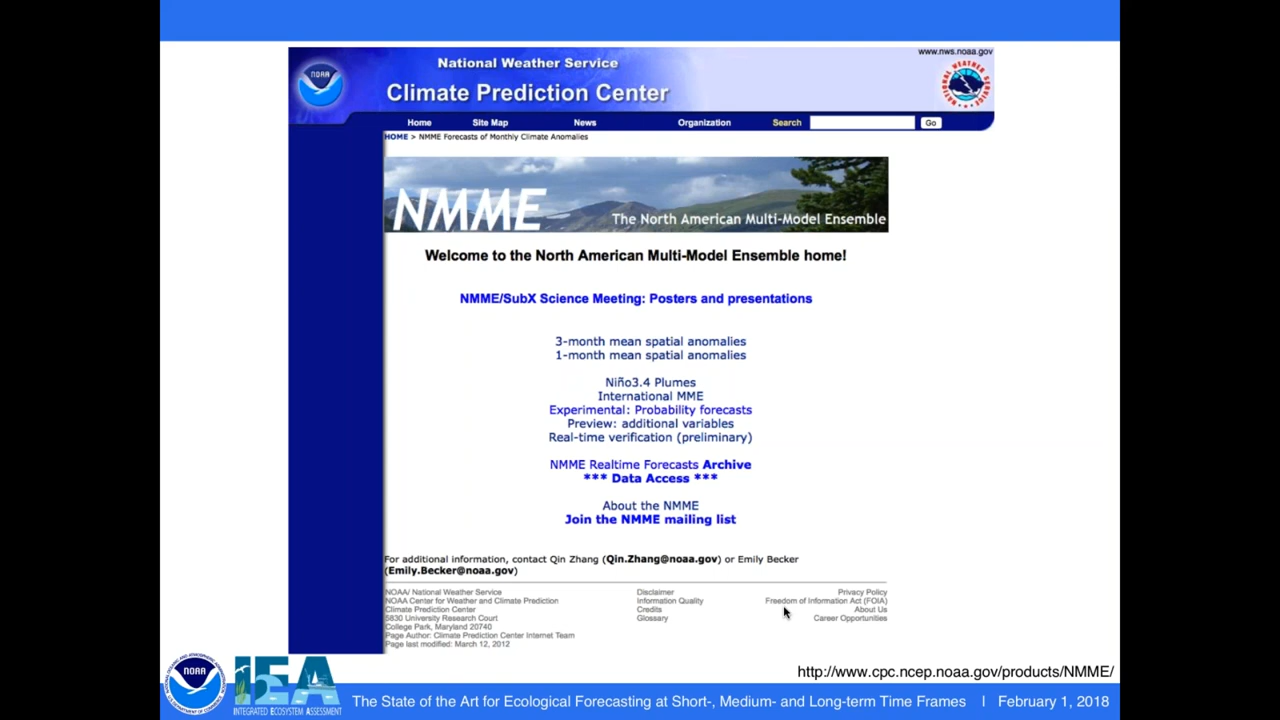 www.nws.noaa.gov
National Weather Service
NOAA
Climate Prediction Center
NATIONAL WEATHER SERVICE
Home Site Map News Organization Search Go
HOME > NMME Forecasts of Monthly Climate Anomalies
NMME The North American Multi-Model Ensemble
Welcome to the North American Multi-Model Ensemble home!
NMME/SubX Science Meeting: Posters and presentations
3-month mean spatial anomalies
1-month mean spatial anomalies
Niño3.4 Plumes
International MME
Experimental: Probability forecasts
Preview: additional variables
Real-time verification (preliminary)
NMME Realtime Forecasts Archive
*** Data Access ***
About the NMME
Join the NMME mailing list
For additional information, contact Qin Zhang (Qin.Zhang@noaa.gov) or Emily Becker
(Emily.Becker@noaa.gov)
NOAA/ National Weather Service
NOAA Center for Weather and Climate Prediction
Climate Prediction Center
5830 University Research Court
College Park, Maryland 20740
Page Author: Climate Prediction Center Internet Team
Page last modified: March 12, 2012
Disclaimer
Information Quality
Credits
Glossary
Privacy Policy
Freedom of Information Act (FOIA)
About Us
Career Opportunities
http://www.cpc.ncep.noaa.gov/products/NMME/
NOAA
IEA
INTEGRATED ECOSYSTEM ASSESSMENT
The State of the Art for Ecological Forecasting at Short-, Medium- and Long-term Time Frames | February 1, 2018